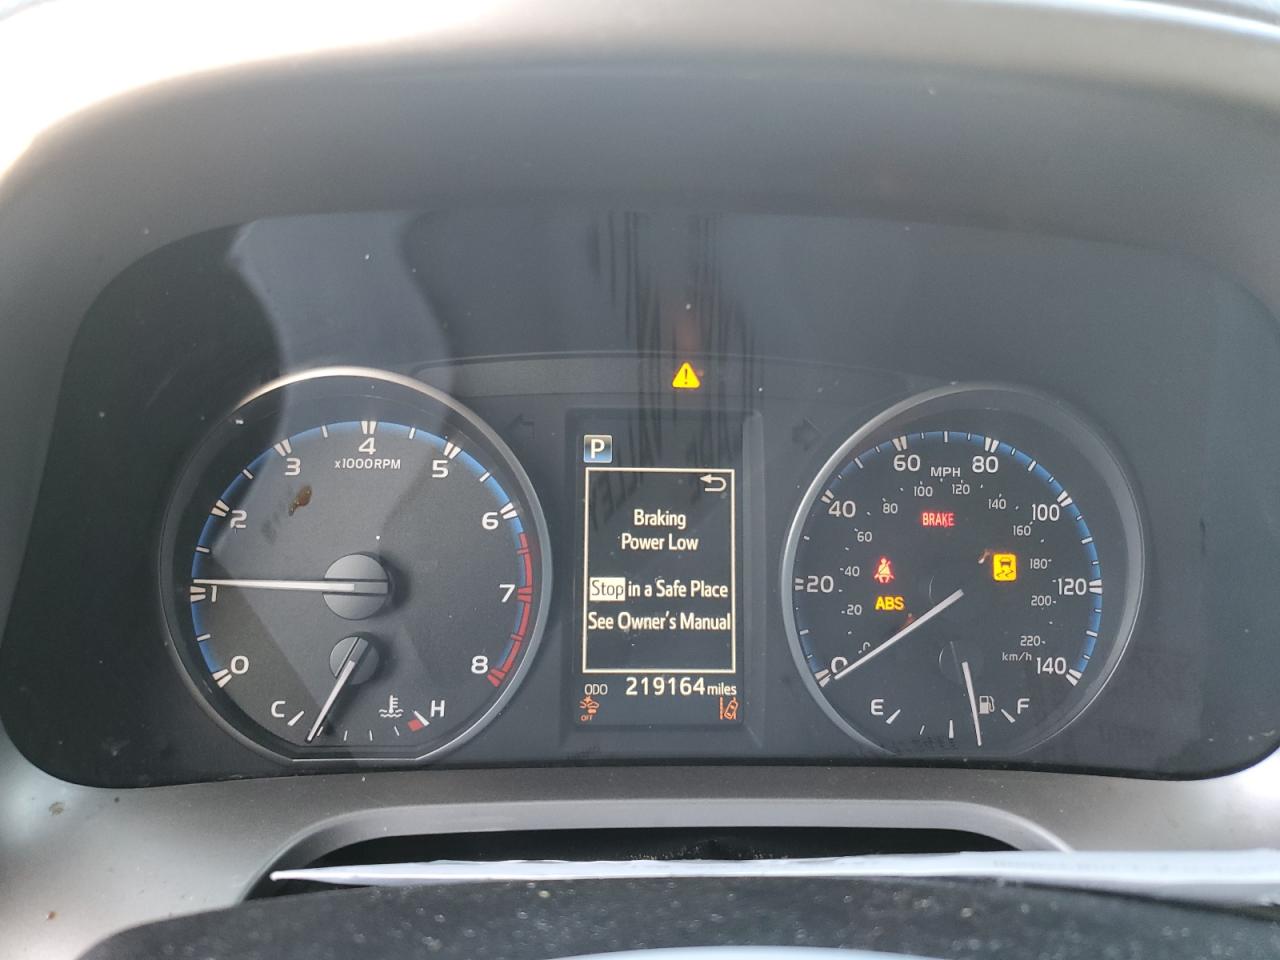 4
3
x1000RPM
5
2
6
1
7
0
8
C
H
P
Braking
Power Low
Stop in a Safe Place
See Owner's Manual
ODO 219164 miles
OFF
60 MPH 80
100 120
40 80 140 100
BRAKE
60 160
40 180
20 120
ABS
20 200
0 0 220
km/h 140
E F